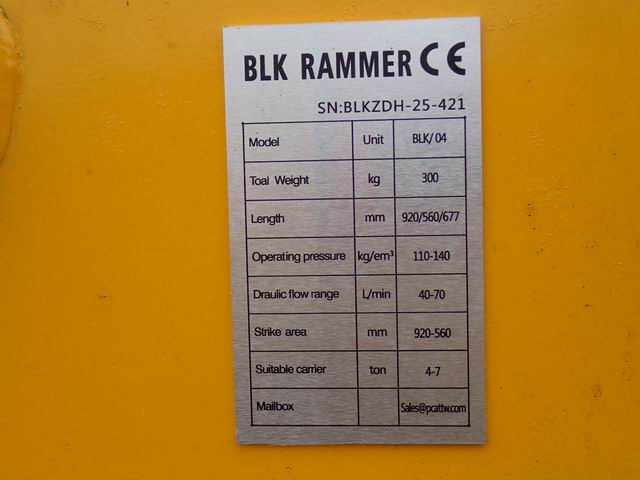 BLK RAMMER CE
SN:BLKZDH-25-421
Model Unit BLK/ 04
Toal Weight kg 300
Length mm 920/560/677
Operating pressure kg/em³ 110-140
Draulic flow range L/min 40-70
Strike area mm 920-560
Suitable carrier ton 4-7
Mailbox Sales@pcattw.com